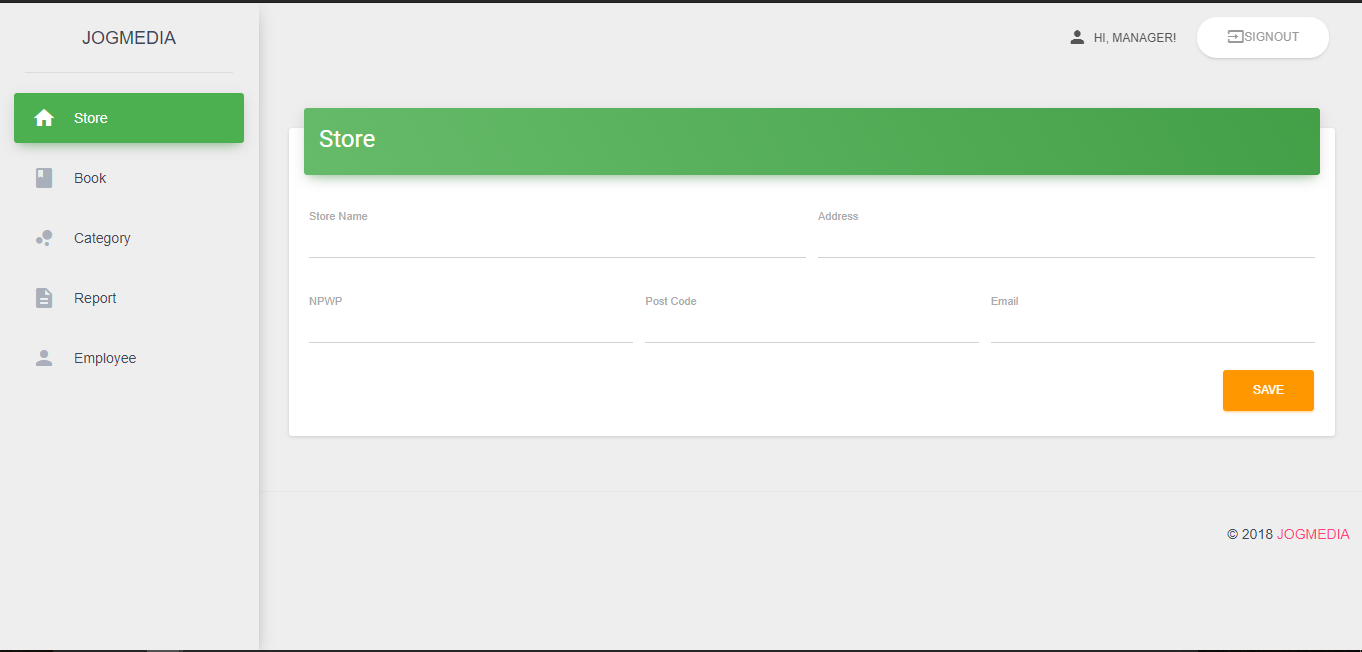 JOGMEDIA
HI, MANAGER!
SIGNOUT
Store
Book
Category
Report
Employee
Store
Store Name
Address
NPWP
Post Code
Email
SAVE
© 2018 JOGMEDIA